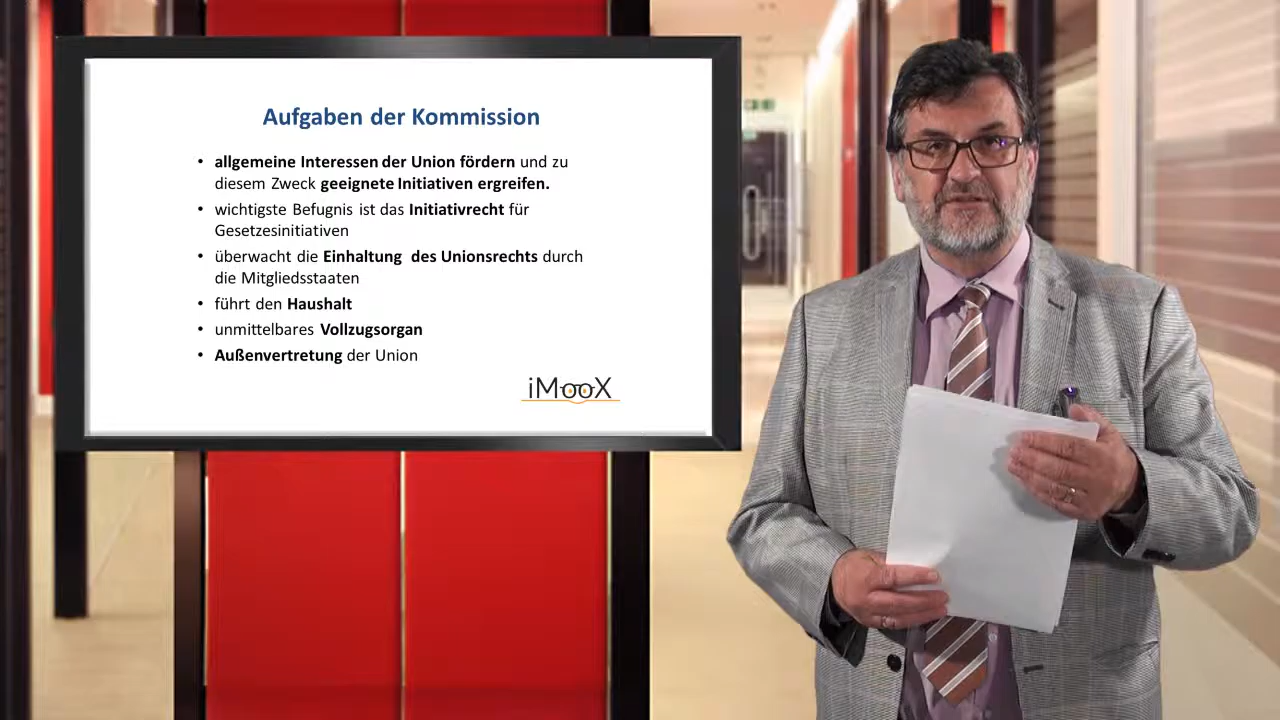 Aufgaben der Kommission
• allgemeine Interessen der Union fördern und zu
diesem Zweck geeignete Initiativen ergreifen.
• wichtigste Befugnis ist das Initiativrecht für
Gesetzesinitiativen
• überwacht die Einhaltung  des Unionsrechts durch
die Mitgliedsstaaten
• führt den Haushalt
• unmittelbares Vollzugsorgan
• Außenvertretung der Union
iMooX